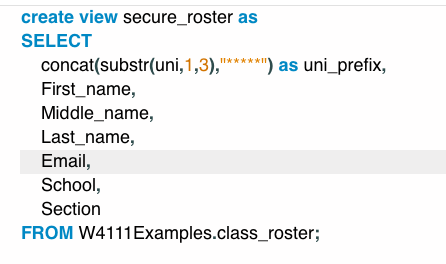 create view secure_roster as
SELECT
concat(substr(uni,1,3),"*****") as uni_prefix,
First_name,
Middle_name,
Last_name,
Email,
School,
Section
FROM W4111Examples.class_roster;